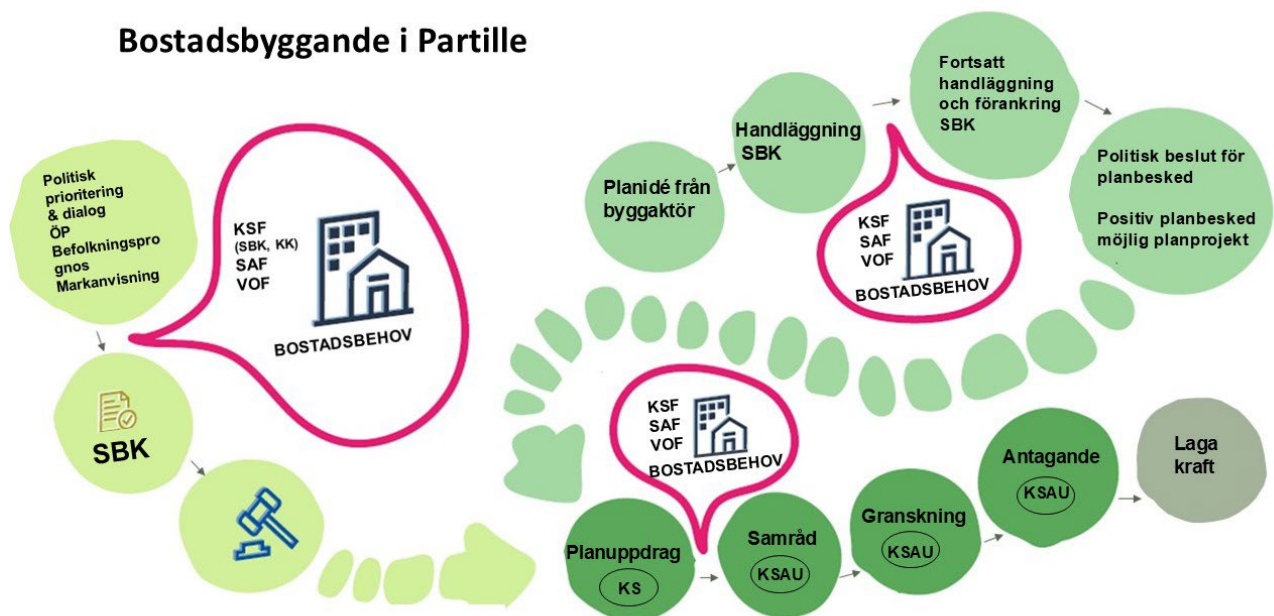 Bostadsbyggande i Partille
Politisk
prioritering
& dialog
ÖP
Befolkningspro
gnos
Markanvisning
KSF
(SBK, KK)
SAF
VOF
BOSTADSBEHOV
SBK
Planidé från
byggaktör
Handläggning
SBK
Fortsatt
handläggning
och förankring
SBK
KSF
SAF
VOF
BOSTADSBEHOV
Politisk beslut för
planbesked
Positiv planbesked
möjlig planprojekt
KSF
SAF
VOF
BOSTADSBEHOV
Planuppdrag
KS
Samråd
KSAU
Granskning
KSAU
Antagande
KSAU
Laga
kraft